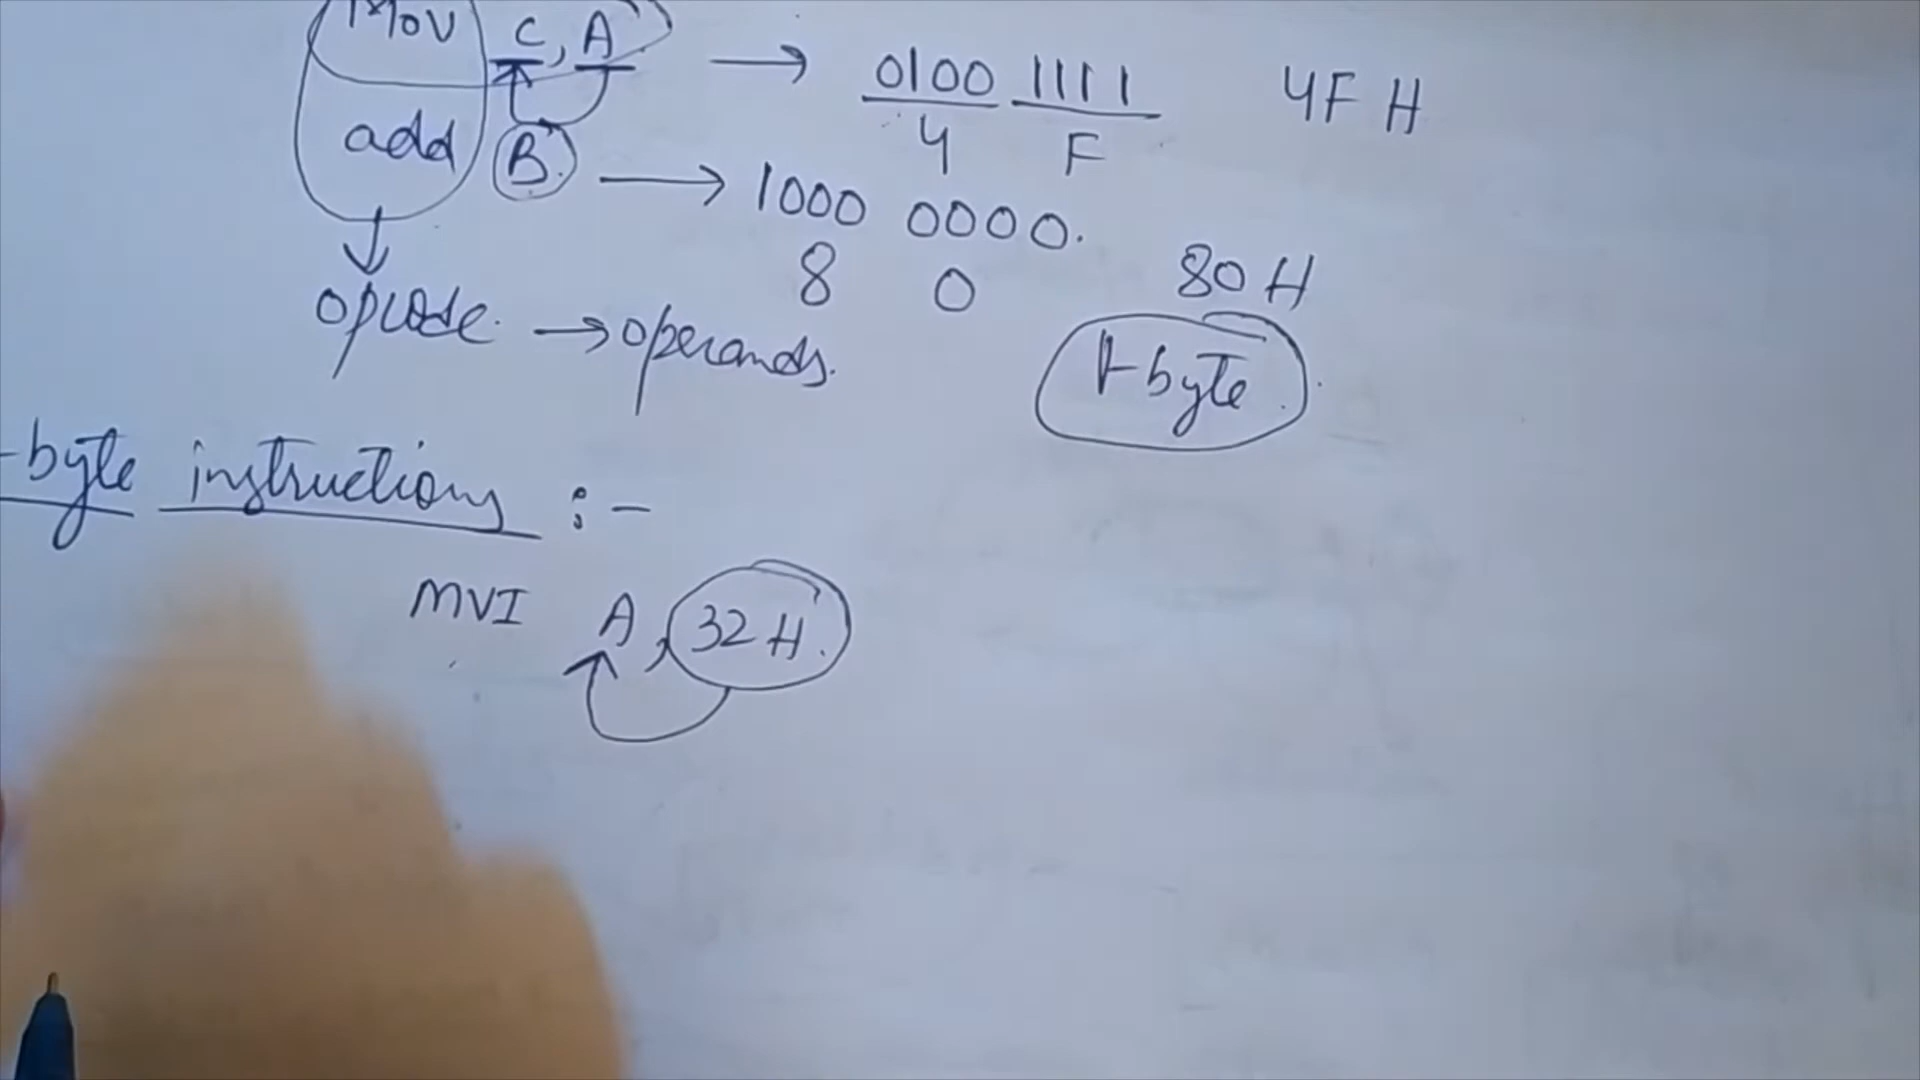 Mov C, A → 0100 1111 4F H
4 F
add B. → 1000 0000.
8 0 80 H
opcode. → operands. 1-byte.
-byte instructions :-
MVI A, 32 H.